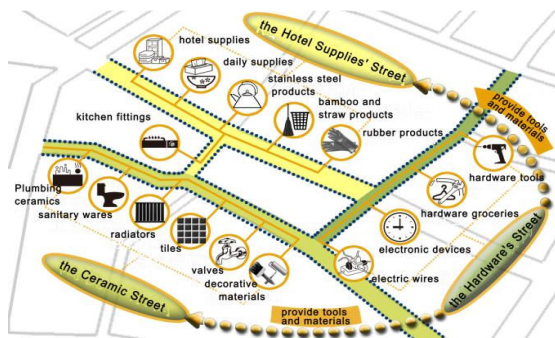 the Hotel Supplies' Street
hotel supplies
daily supplies
stainless steel
products
bamboo and
straw products
rubber products
kitchen fittings
provide tools
and materials
hardware tools
hardware groceries
electronic devices
electric wires
the Hardware's Street
Plumbing
ceramics
sanitary wares
radiators
tiles
valves
decorative
materials
the Ceramic Street
provide tools
and materials